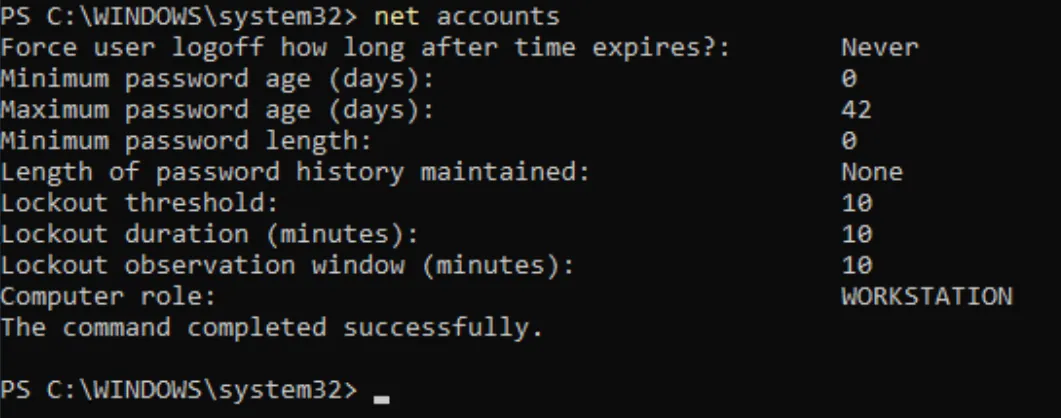 PS C:\WINDOWS\system32> net accounts
Force user logoff how long after time expires?: Never
Minimum password age (days): 0
Maximum password age (days): 42
Minimum password length: 0
Length of password history maintained: None
Lockout threshold: 10
Lockout duration (minutes): 10
Lockout observation window (minutes): 10
Computer role: WORKSTATION
The command completed successfully.
PS C:\WINDOWS\system32>